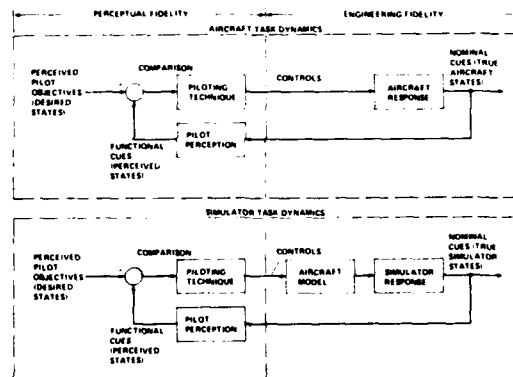 PERCEPTUAL FIDELITY
ENGINEERING FIDELITY
AIRCRAFT TASK DYNAMICS
PERCEIVED
PILOT
OBJECTIVES
(DESIRED
STATES)
COMPARISON
PILOTING
TECHNIQUE
CONTROLS
AIRCRAFT
RESPONSE
NOMINAL
CUES (TRUE
AIRCRAFT
STATES)
FUNCTIONAL
CUES
(PERCEIVED
STATES)
PILOT
PERCEPTION
SIMULATOR TASK DYNAMICS
PERCEIVED
PILOT
OBJECTIVES
(DESIRED
STATES)
COMPARISON
PILOTING
TECHNIQUE
CONTROLS
AIRCRAFT
MODEL
SIMULATOR
RESPONSE
NOMINAL
CUES (TRUE
SIMULATOR
STATES)
FUNCTIONAL
CUES
(PERCEIVED
STATES)
PILOT
PERCEPTION